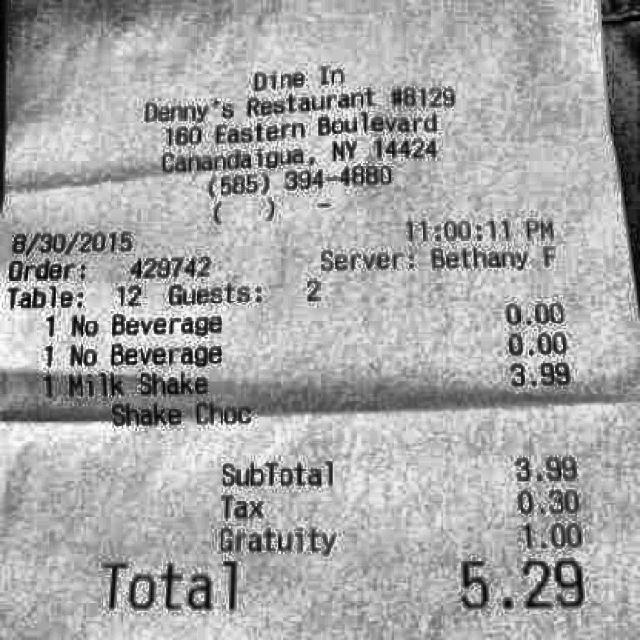 Dine In
Denny's Restaurant #8129
160 Eastern Boulevard
Canandaigua, NY 14424
(585) 394-4880
(   )   -
8/30/2015 11:00:11 PM
Order: 429742 Server: Bethany F
Table: 12 Guests: 2
1 No Beverage 0.00
1 No Beverage 0.00
1 Milk Shake 3.99
Shake Choc
SubTotal 3.99
Tax 0.30
Gratuity 1.00
Total 5.29